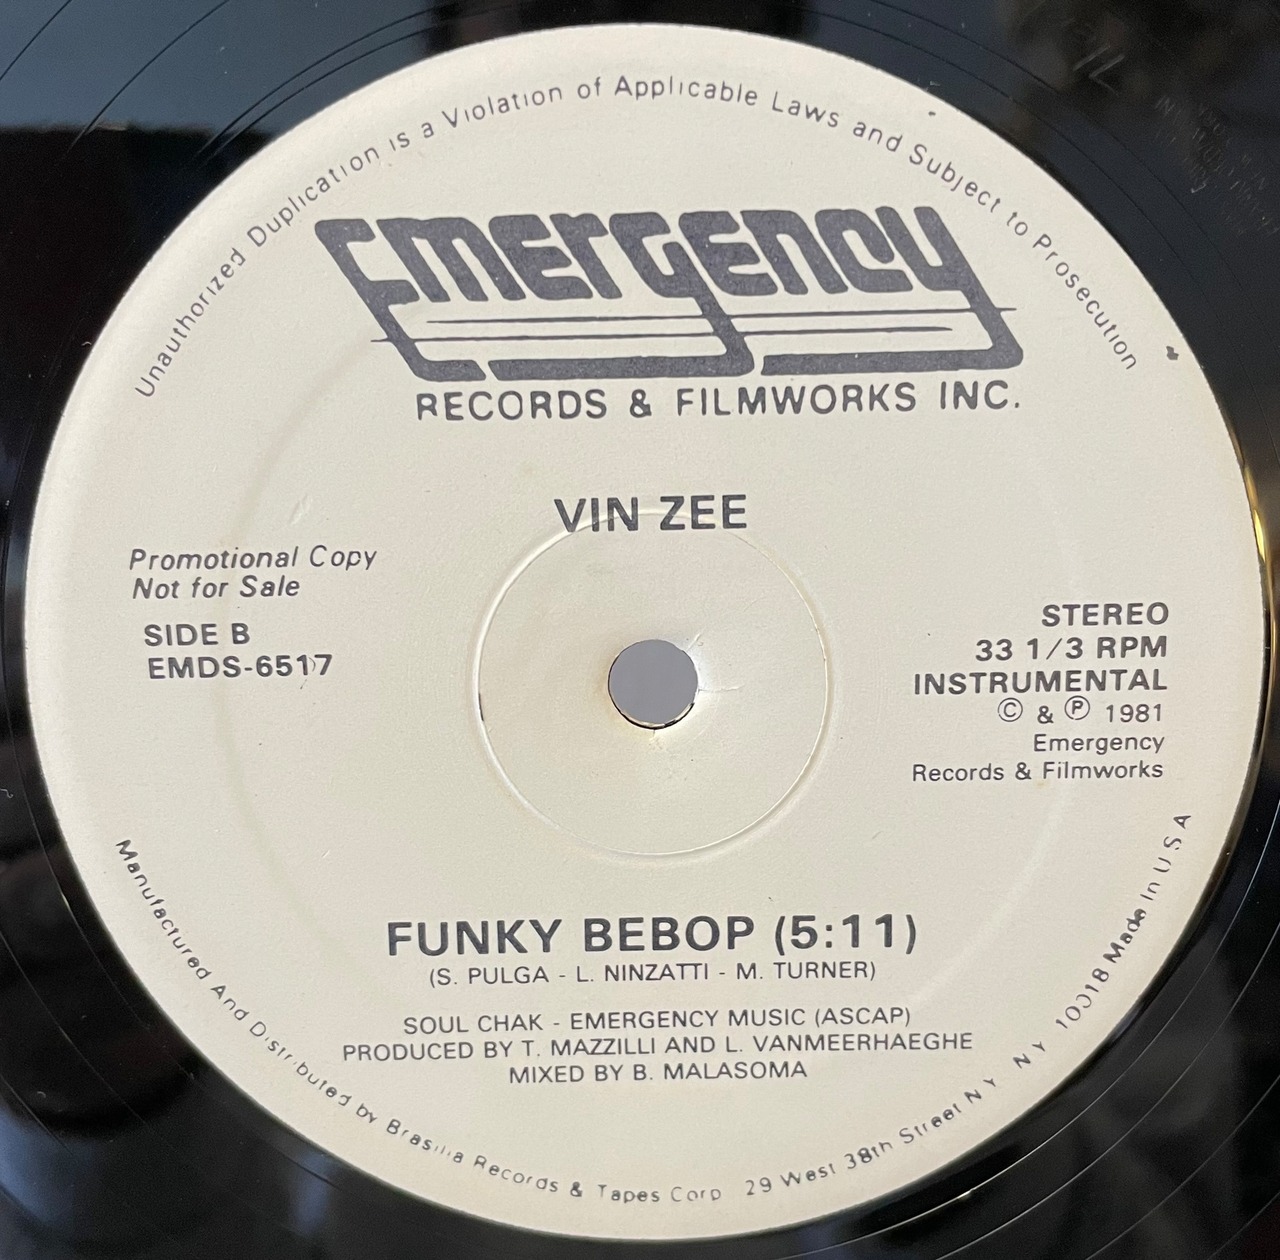 Unauthorized Duplication is a Violation of Applicable Laws and Subject to Prosecution
Emergency
RECORDS & FILMWORKS INC.
VIN ZEE
Promotional Copy
Not for Sale
SIDE B
EMDS-6517
STEREO
33 1/3 RPM
INSTRUMENTAL
© & ℗ 1981
Emergency
Records & Filmworks
FUNKY BEBOP (5:11)
(S. PULGA - L. NINZATTI - M. TURNER)
SOUL CHAK - EMERGENCY MUSIC (ASCAP)
PRODUCED BY T. MAZZILLI AND L. VANMEERHAEGHE
MIXED BY B. MALASOMA
Manufactured And Distributed by Brasilia Records & Tapes Corp 29 West 38th Street N Y N Y 10018 Made In U S A